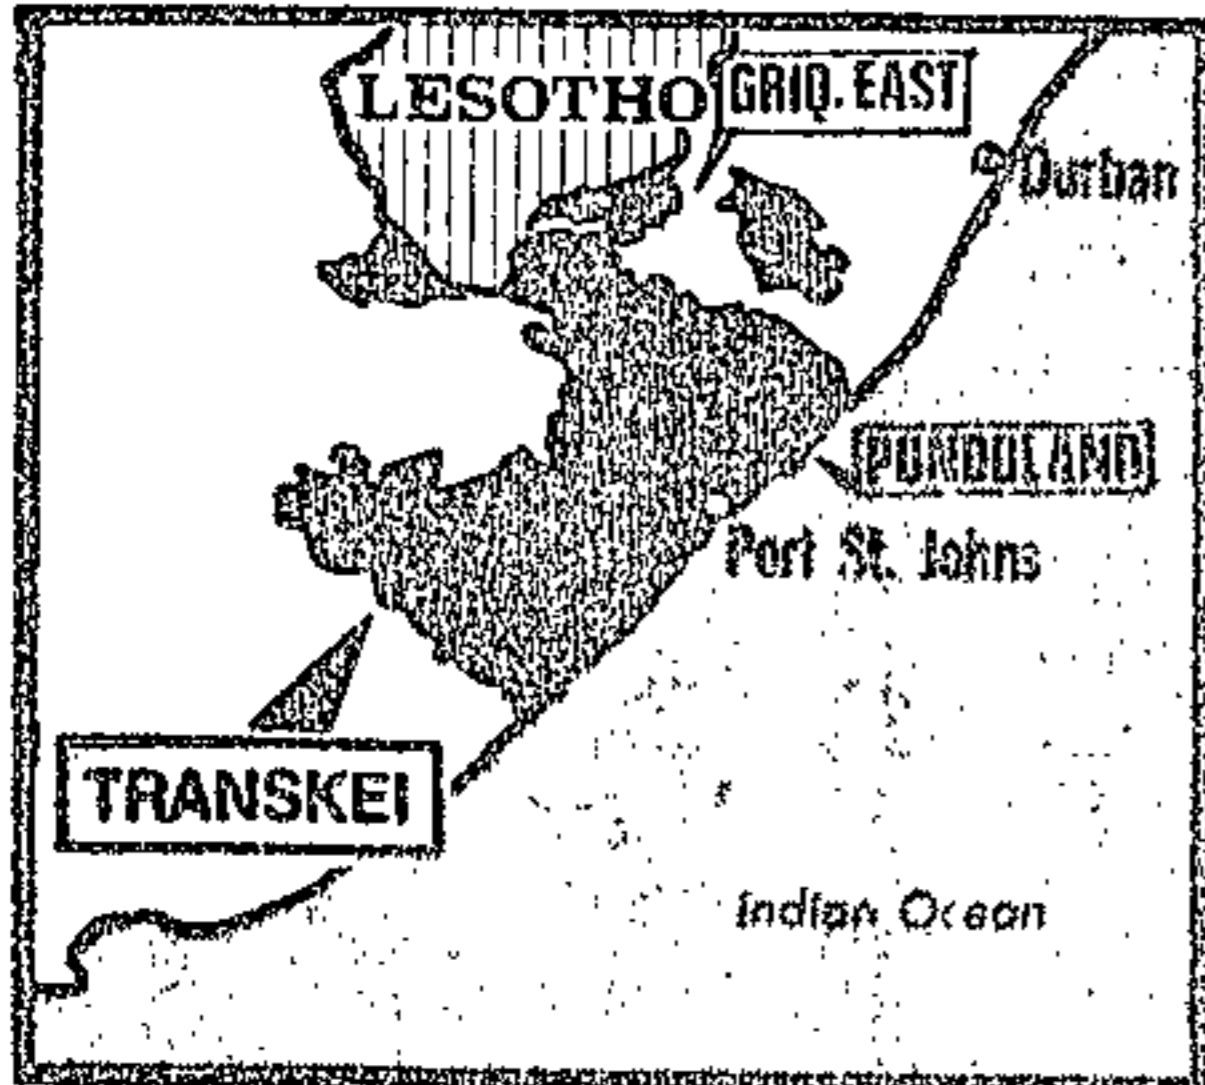 LESOTHO
GRIQ. EAST
Durban
PONDOLAND
Port St. Johns
TRANSKEI
Indian Ocean